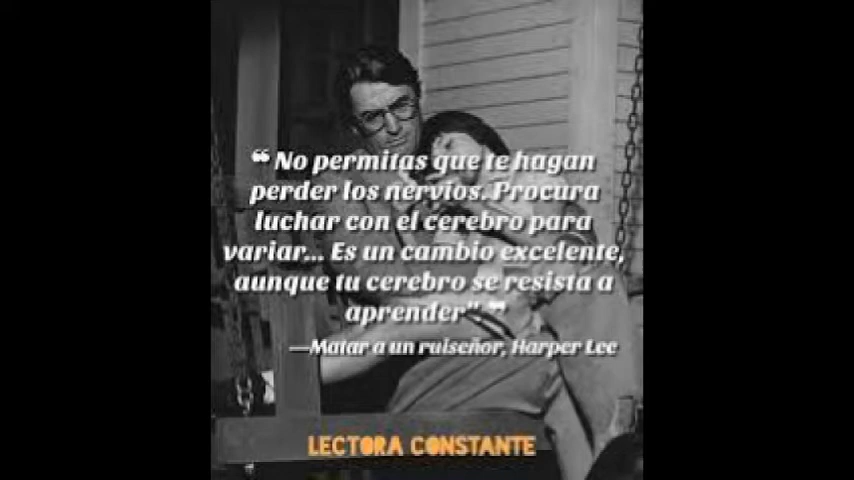 ❝ No permitas que te hagan
perder los nervios. Procura
luchar con el cerebro para
variar... Es un cambio excelente,
aunque tu cerebro se resista a
aprender". ❞
—Matar a un ruiseñor, Harper Lee
LECTORA CONSTANTE